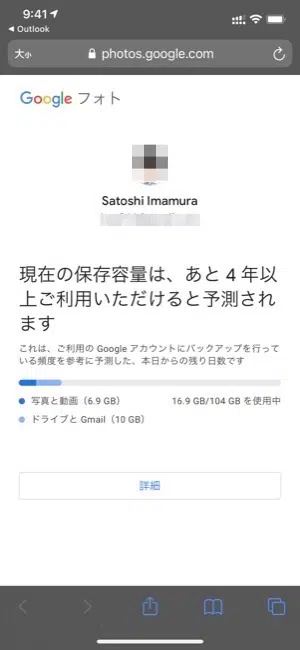 9:41
◀ Outlook
大小 photos.google.com
Google フォト
Satoshi Imamura
現在の保存容量は、あと 4 年以
上ご利用いただけると予測され
ます
これは、ご利用の Google アカウントにバックアップを行ってい
る頻度を参考に予測した、本日からの残り日数です
写真と動画（6.9 GB） 16.9 GB/104 GB を使用中
ドライブと Gmail（10 GB）
詳細